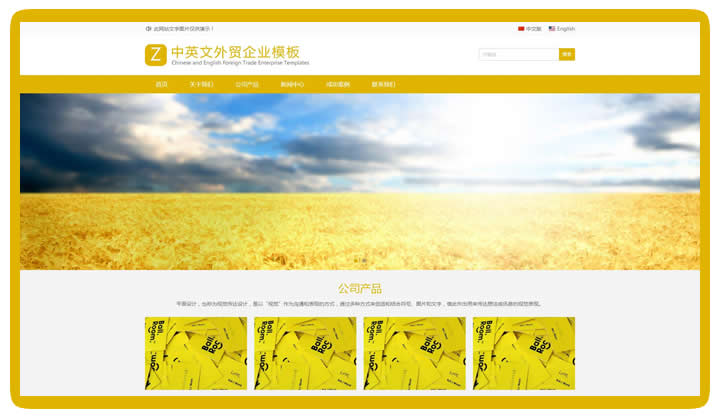 此网站文字图片仅供演示！
中文版 English
Z 中英文外贸企业模板
Chinese and English Foreign Trade Enterprise Templates
搜索
首页 关于我们 公司产品 新闻中心 成功案例 联系我们
公司产品
平面设计，也称为视觉传达设计，是以“视觉”作为沟通和表现的方式，透过多种方式来创造和结合符号、图片和文字，借此作出用来传达想法或讯息的视觉表现。